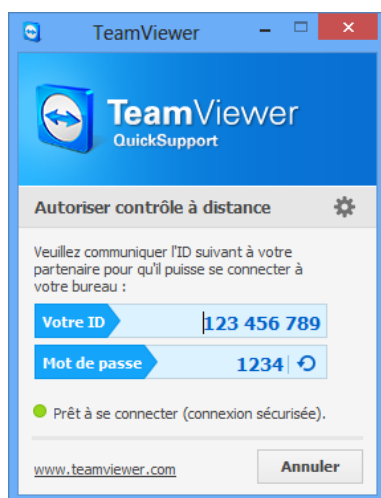 TeamViewer
TeamViewer
QuickSupport
Autoriser contrôle à distance
Veuillez communiquer l'ID suivant à votre
partenaire pour qu'il puisse se connecter à
votre bureau :
Votre ID 123 456 789
Mot de passe 1234
Prêt à se connecter (connexion sécurisée).
www.teamviewer.com Annuler